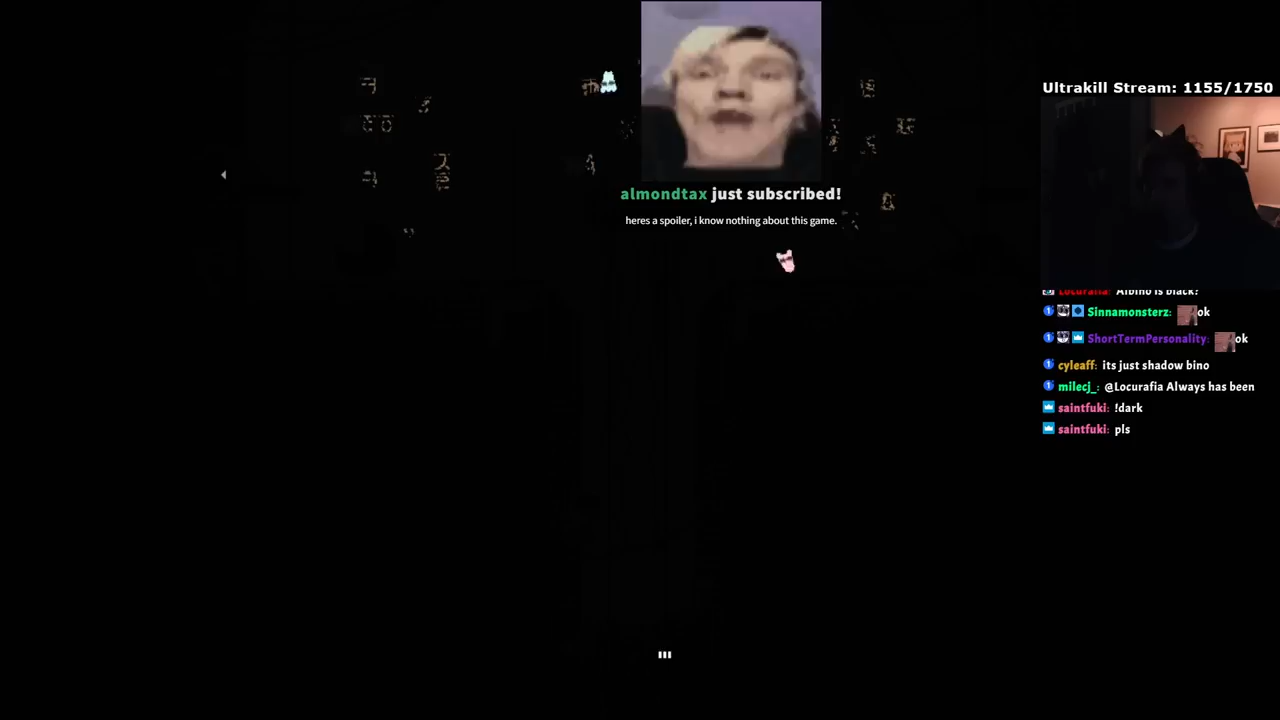 Ultrakill Stream: 1155/1750
almondtax just subscribed!
heres a spoiler, i know nothing about this game.
Locurafia: Albino is black?
Sinnamonsterz: ok
ShortTermPersonality: ok
cyleaff: its just shadow bino
milecj_: @Locurafia Always has been
saintfuki: !dark
saintfuki: pls